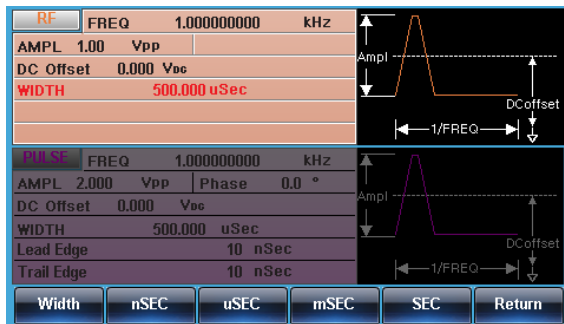 RF FREQ 1.000000000 kHz
AMPL 1.00 Vpp
DC Offset 0.000 VDC
WIDTH 500.000 uSec
Ampl
DCoffset
1/FREQ
PULSE FREQ 1.000000000 kHz
AMPL 2.000 Vpp Phase 0.0 °
DC Offset 0.000 VDC
WIDTH 500.000 uSec
Lead Edge 10 nSec
Trail Edge 10 nSec
Ampl
DCoffset
1/FREQ
Width nSEC uSEC mSEC SEC Return